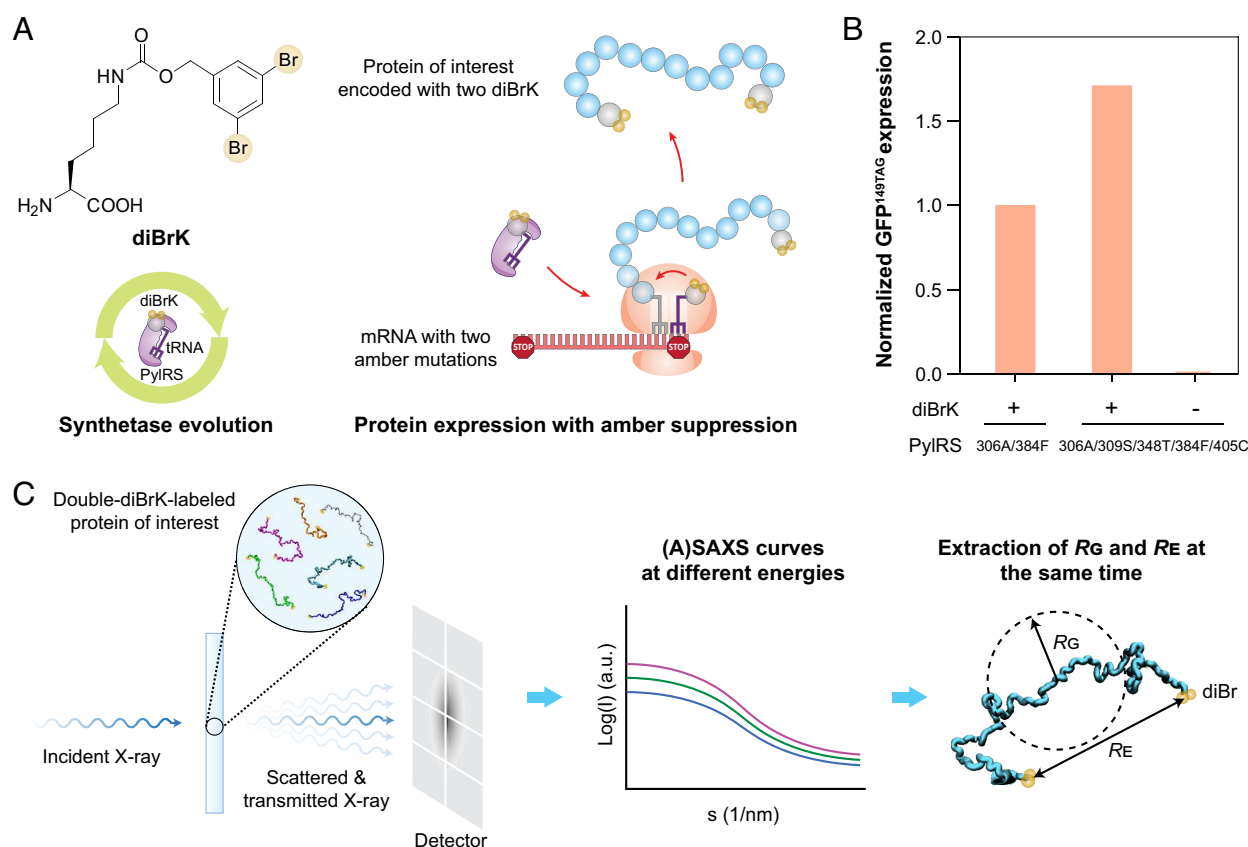 A
O
Br
HN
O
Br
H₂N
COOH
diBrK
diBrK
tRNA
PylRS
Synthetase evolution
Protein of interest
encoded with two diBrK
mRNA with two
amber mutations
STOP
STOP
Protein expression with amber suppression
B
Normalized GFP¹⁴⁹ᵀᴬᴳ expression
2.0
1.5
1.0
0.5
0.0
diBrK + + -
PylRS 306A/384F 306A/309S/348T/384F/405C
C
Double-diBrK-labeled
protein of interest
Incident X-ray
Scattered &
transmitted X-ray
Detector
(A)SAXS curves
at different energies
Log(I) (a.u.)
s (1/nm)
Extraction of RG and RE at
the same time
RG
diBr
RE